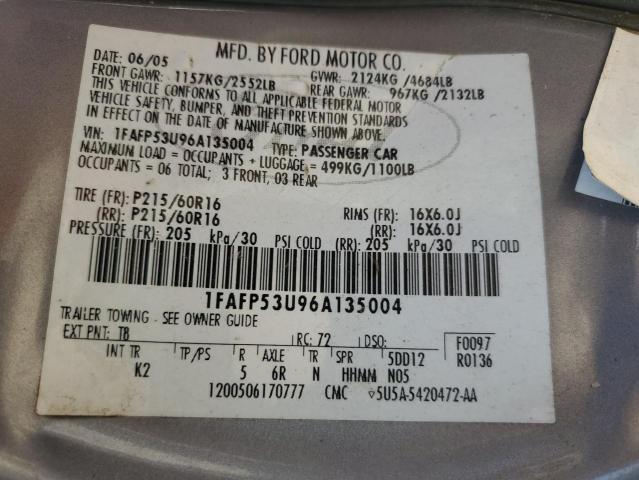 MFD. BY FORD MOTOR CO.
DATE: 06/05 GVWR: 2124KG /4684LB
FRONT GAWR: 1157KG/2552LB REAR GAWR: 967KG/2132LB
THIS VEHICLE CONFORMS TO ALL APPLICABLE FEDERAL MOTOR
VEHICLE SAFETY, BUMPER, AND THEFT PREVENTION STANDARDS
IN EFFECT ON THE DATE OF MANUFACTURE SHOWN ABOVE.
VIN: 1FAFP53U96A135004 TYPE: PASSENGER CAR
MAXIMUM LOAD = OCCUPANTS + LUGGAGE = 499KG/1100LB
OCCUPANTS = 06 TOTAL; 3 FRONT, 03 REAR
TIRE (FR): P215/60R16 RIMS (FR): 16X6.0J
(RR): P215/60R16 (RR): 16X6.0J
PRESSURE (FR): 205 kPa/30 PSI COLD (RR): 205 kPa/30 PSI COLD
1FAFP53U96A135004
TRAILER TOWING - SEE OWNER GUIDE
EXT PNT: TB RC: 72 DSO: F0097
INT TR TP/PS R AXLE TR SPR 5DD12 R0136
K2 5 6R N HHMM N05
1200506170777 CMC ▽5U5A-5420472-AA